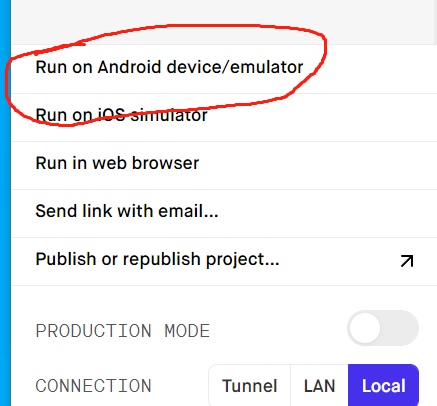 Run on Android device/emulator
Run on iOS simulator
Run in web browser
Send link with email...
Publish or republish project...
PRODUCTION MODE
CONNECTION Tunnel LAN Local